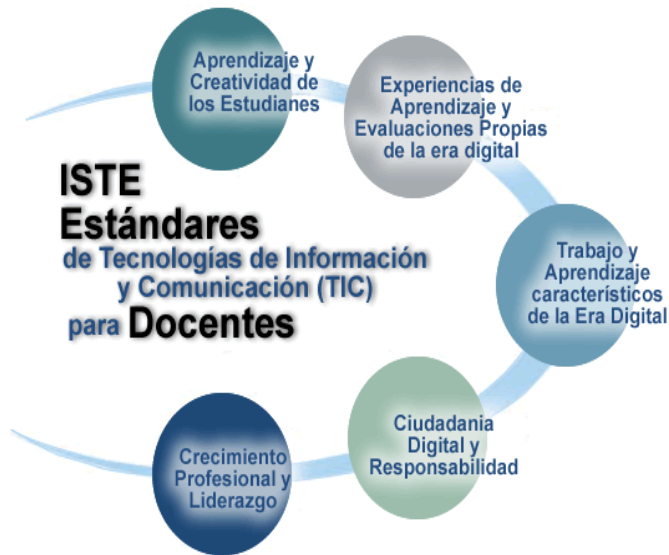 Aprendizaje y
Creatividad de
los Estudianes
Experiencias de
Aprendizaje y
Evaluaciones Propias
de la era digital
ISTE
Estándares
de Tecnologías de Información
y Comunicación (TIC)
para Docentes
Trabajo y
Aprendizaje
característicos
de la Era Digital
Ciudadania
Digital y
Responsabilidad
Crecimiento
Profesional y
Liderazgo